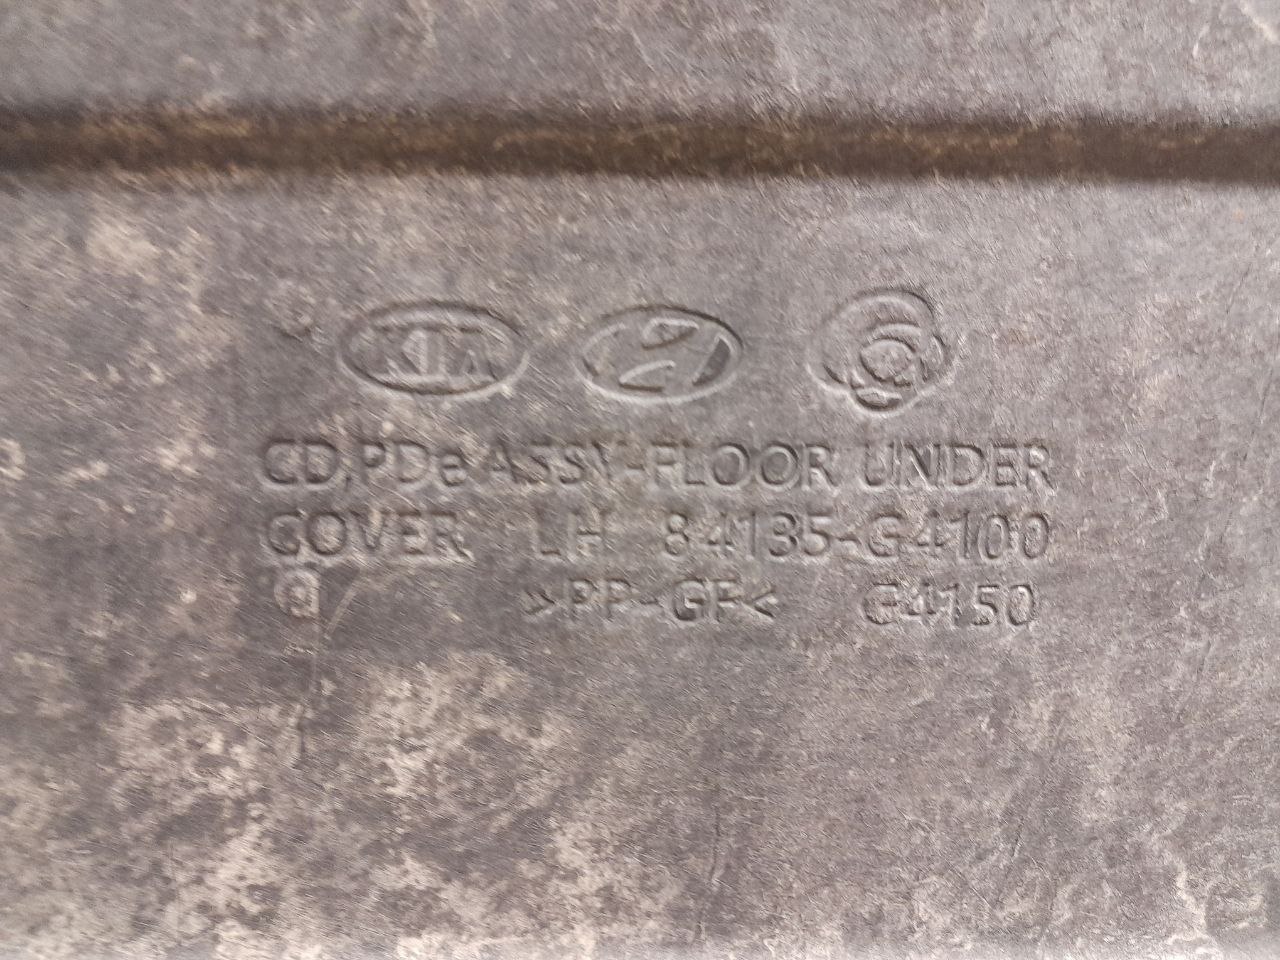 KIA
CD,PDe ASSY-FLOOR UNDER
COVER LH 84135-G4100
>PP-GF< G4150